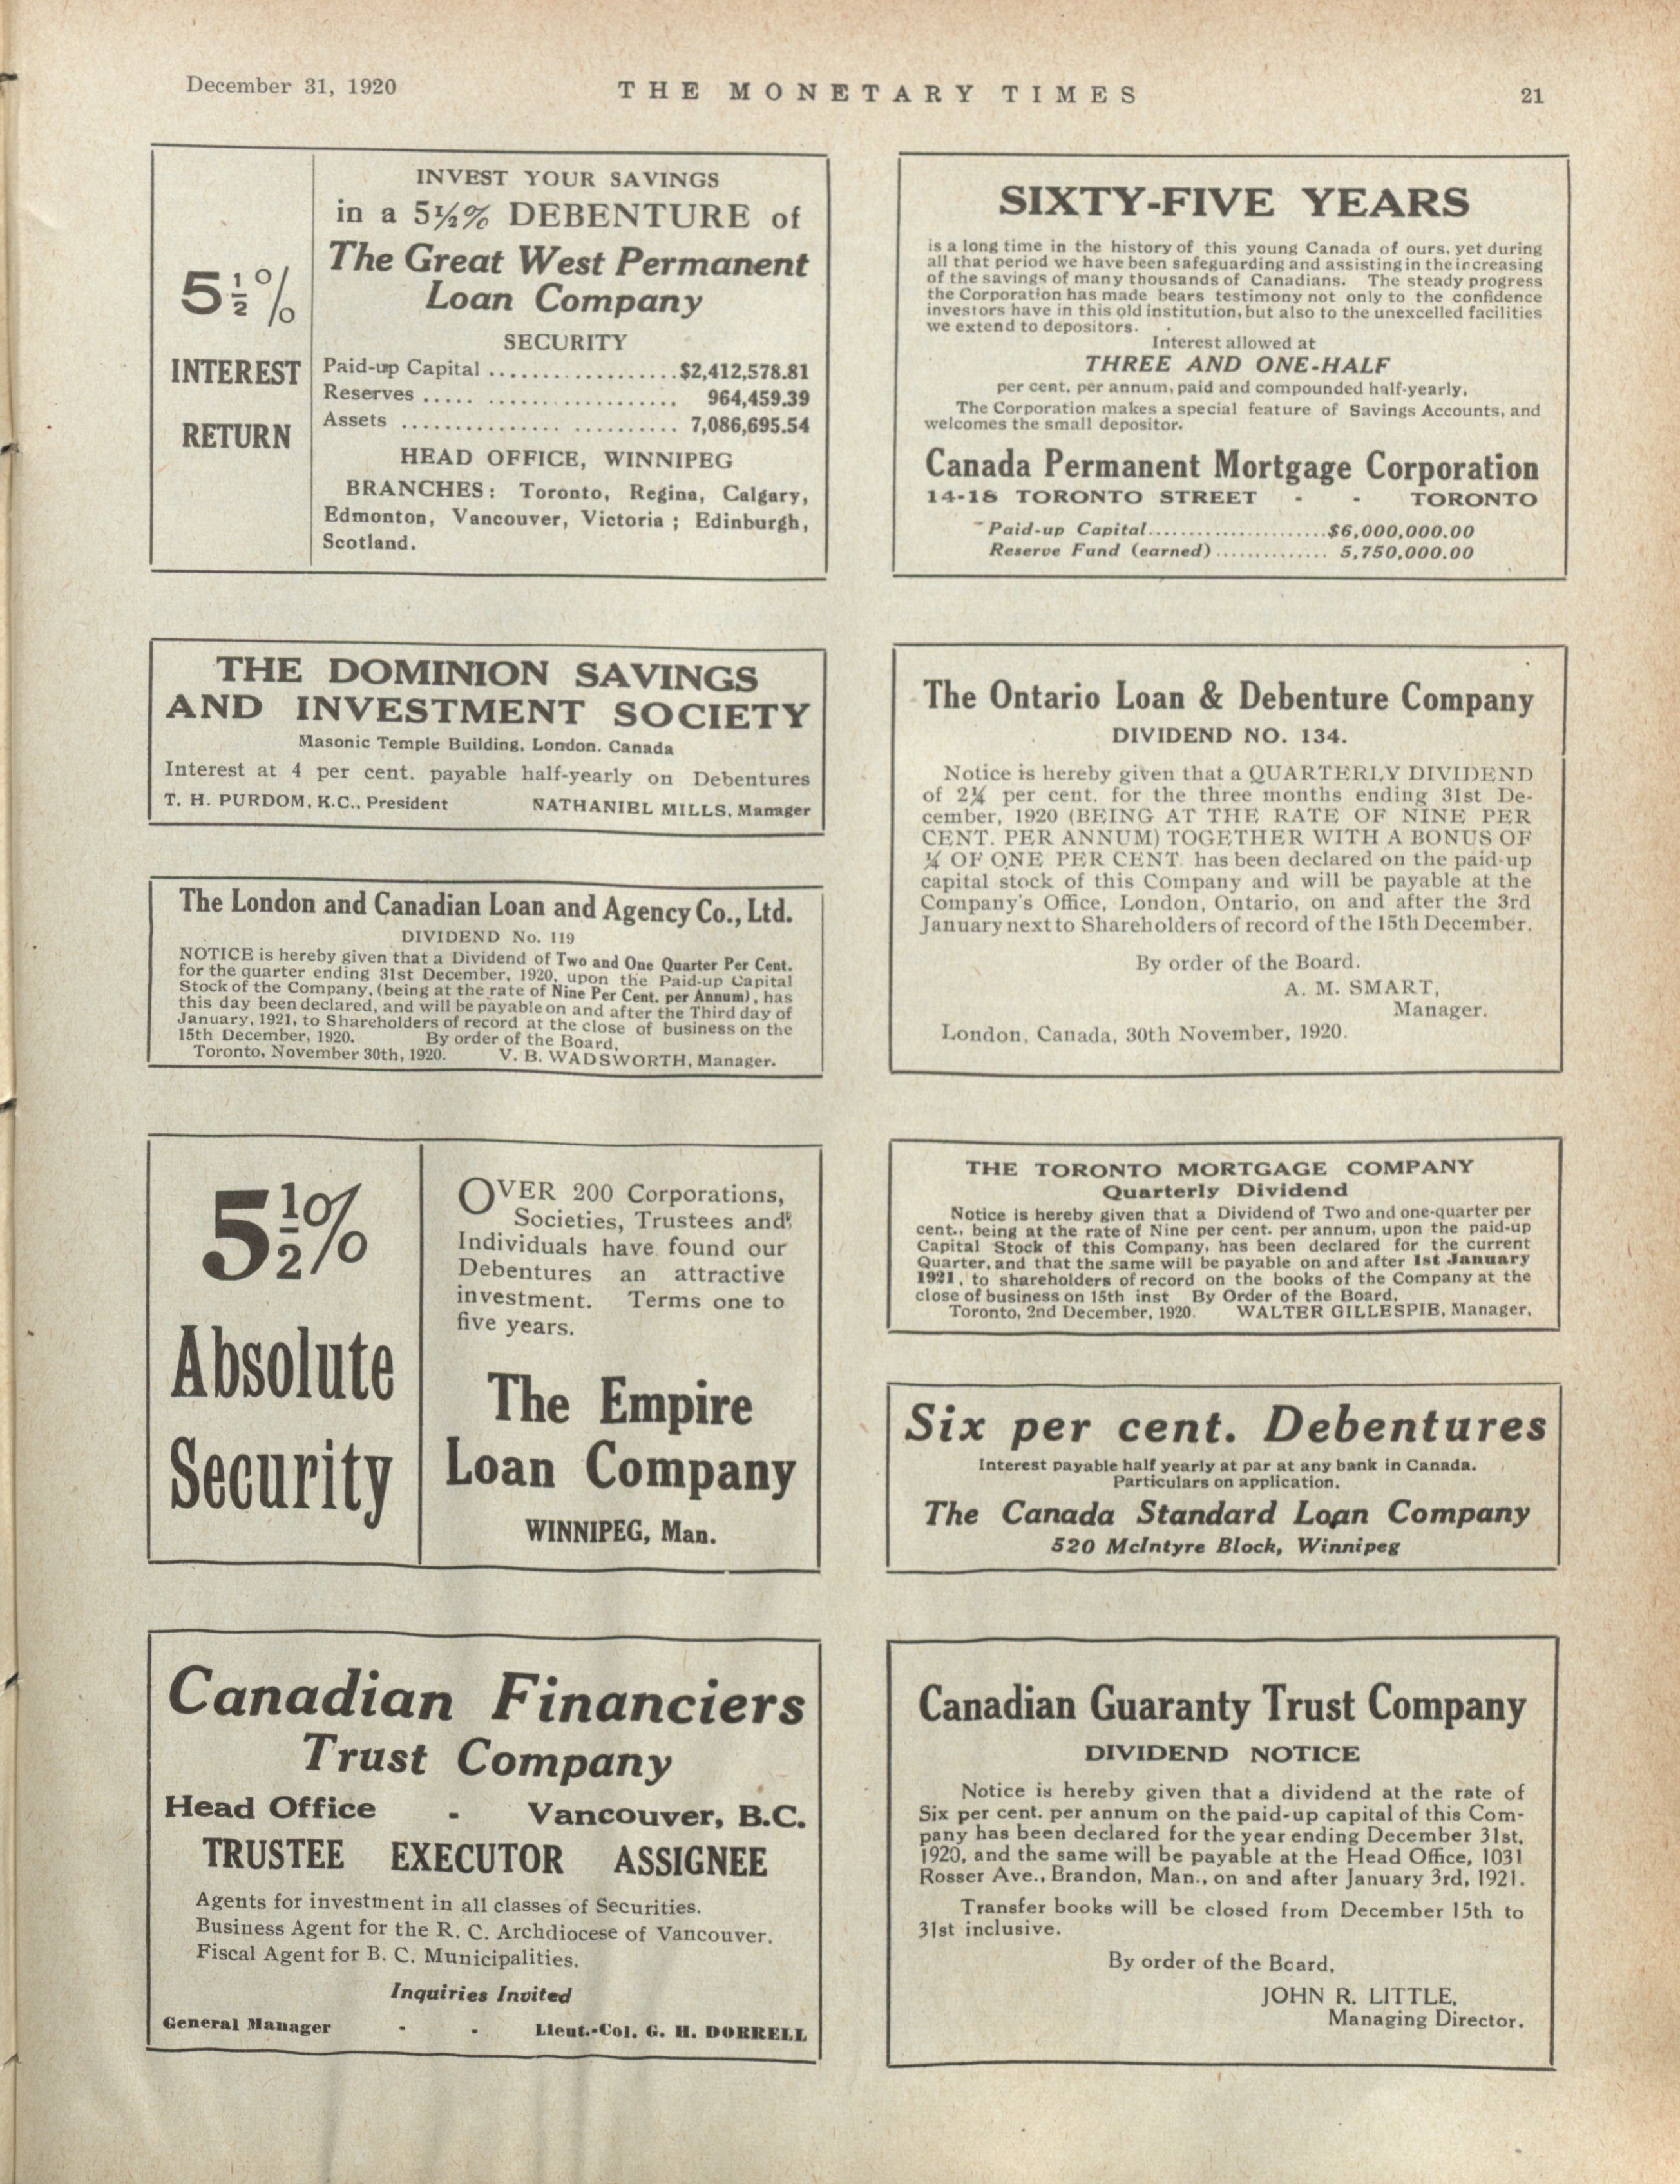 December 31, 1920
THE MONETARY TIMES
21
5½%
INTEREST
RETURN
INVEST YOUR SAVINGS
in a 5½% DEBENTURE of
The Great West Permanent
Loan Company
SECURITY
Paid-up Capital ..................$2,412,578.81
Reserves ..... .................. 964,459.39
Assets ............... .......... 7,086,695.54
HEAD OFFICE, WINNIPEG
BRANCHES: Toronto, Regina, Calgary,
Edmonton, Vancouver, Victoria ; Edinburgh,
Scotland.
THE DOMINION SAVINGS
AND INVESTMENT SOCIETY
Masonic Temple Building, London, Canada
Interest at 4 per cent. payable half-yearly on Debentures
T. H. PURDOM, K.C., President NATHANIEL MILLS, Manager
The London and Canadian Loan and Agency Co., Ltd.
DIVIDEND No. 119
NOTICE is hereby given that a Dividend of Two and One Quarter Per Cent.
for the quarter ending 31st December, 1920, upon the Paid-up Capital
Stock of the Company, (being at the rate of Nine Per Cent. per Annum), has
this day been declared, and will be payable on and after the Third day of
January, 1921, to Shareholders of record at the close of business on the
15th December, 1920. By order of the Board,
Toronto, November 30th, 1920. V. B. WADSWORTH, Manager.
5½%
Absolute
Security
OVER 200 Corporations,
Societies, Trustees and
Individuals have found our
Debentures an attractive
investment. Terms one to
five years.
The Empire
Loan Company
WINNIPEG, Man.
Canadian Financiers
Trust Company
Head Office - Vancouver, B.C.
TRUSTEE EXECUTOR ASSIGNEE
Agents for investment in all classes of Securities.
Business Agent for the R. C. Archdiocese of Vancouver.
Fiscal Agent for B. C. Municipalities.
Inquiries Invited
General Manager - - Lieut.-Col. G. H. DORRELL
SIXTY-FIVE YEARS
is a long time in the history of this young Canada of ours, yet during
all that period we have been safeguarding and assisting in the increasing
of the savings of many thousands of Canadians. The steady progress
the Corporation has made bears testimony not only to the confidence
investors have in this old institution, but also to the unexcelled facilities
we extend to depositors.
Interest allowed at
THREE AND ONE-HALF
per cent. per annum, paid and compounded half-yearly.
The Corporation makes a special feature of Savings Accounts, and
welcomes the small depositor.
Canada Permanent Mortgage Corporation
14-18 TORONTO STREET - - TORONTO
Paid-up Capital......................$6,000,000.00
Reserve Fund (earned).............. 5,750,000.00
The Ontario Loan & Debenture Company
DIVIDEND NO. 134.
Notice is hereby given that a QUARTERLY DIVIDEND
of 2¼ per cent. for the three months ending 31st De-
cember, 1920 (BEING AT THE RATE OF NINE PER
CENT. PER ANNUM) TOGETHER WITH A BONUS OF
¼ OF ONE PER CENT. has been declared on the paid-up
capital stock of this Company and will be payable at the
Company's Office, London, Ontario, on and after the 3rd
January next to Shareholders of record of the 15th December.
By order of the Board.
A. M. SMART,
Manager.
London, Canada, 30th November, 1920.
THE TORONTO MORTGAGE COMPANY
Quarterly Dividend
Notice is hereby given that a Dividend of Two and one-quarter per
cent., being at the rate of Nine per cent. per annum, upon the paid-up
Capital Stock of this Company, has been declared for the current
Quarter, and that the same will be payable on and after 1st January
1921, to shareholders of record on the books of the Company at the
close of business on 15th inst By Order of the Board.
Toronto, 2nd December, 1920. WALTER GILLESPIE, Manager.
Six per cent. Debentures
Interest payable half yearly at par at any bank in Canada.
Particulars on application.
The Canada Standard Loan Company
520 McIntyre Block, Winnipeg
Canadian Guaranty Trust Company
DIVIDEND NOTICE
Notice is hereby given that a dividend at the rate of
Six per cent. per annum on the paid-up capital of this Com-
pany has been declared for the year ending December 31st,
1920, and the same will be payable at the Head Office, 1031
Rosser Ave., Brandon, Man., on and after January 3rd, 1921.
Transfer books will be closed from December 15th to
31st inclusive.
By order of the Board,
JOHN R. LITTLE,
Managing Director.